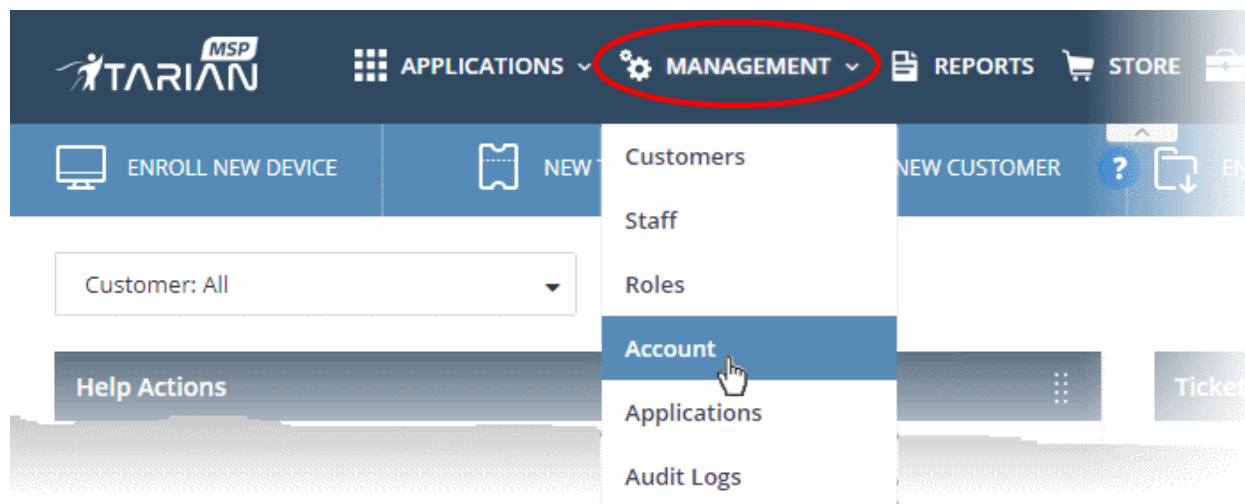 ITARIAN MSP
APPLICATIONS MANAGEMENT REPORTS STORE
ENROLL NEW DEVICE NEW NEW CUSTOMER ?
Customers
Staff
Customer: All
Roles
Account
Help Actions
Applications
Audit Logs